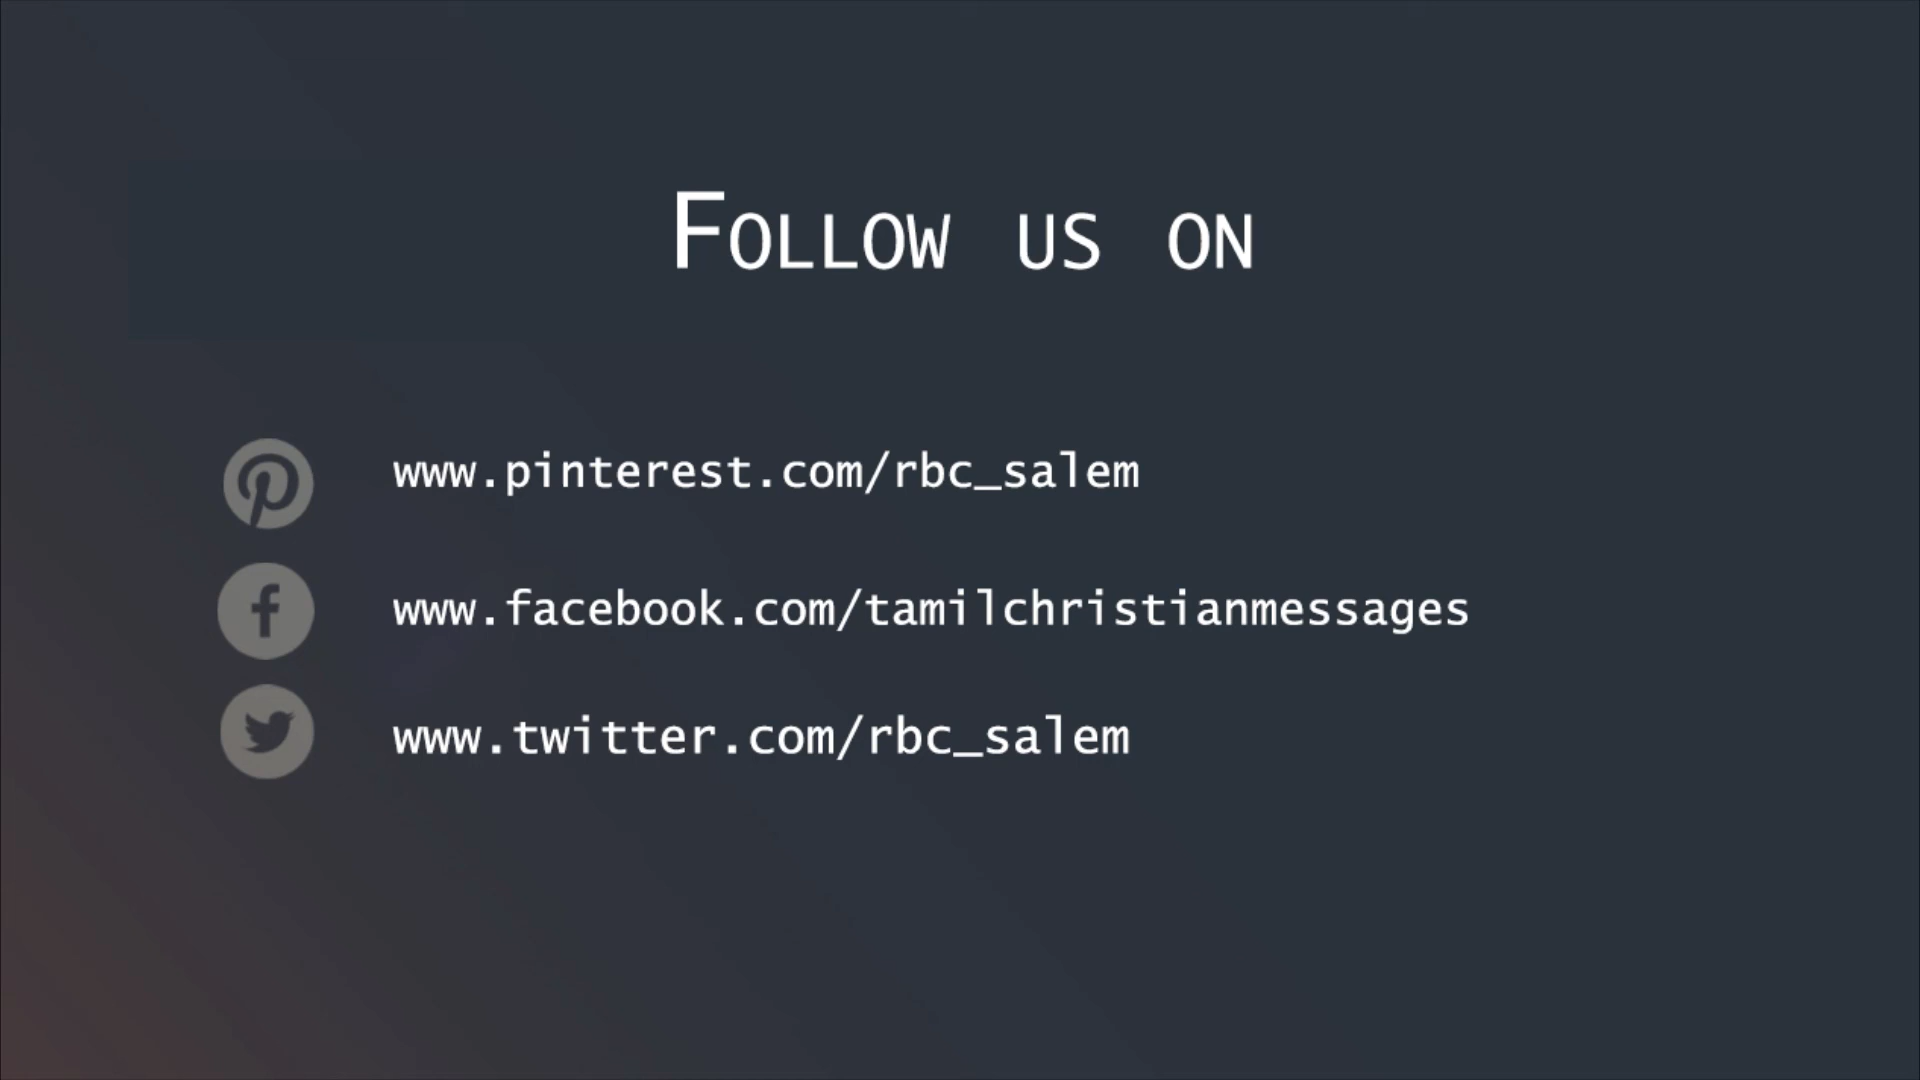 Follow us on
www.pinterest.com/rbc_salem
www.facebook.com/tamilchristianmessages
www.twitter.com/rbc_salem